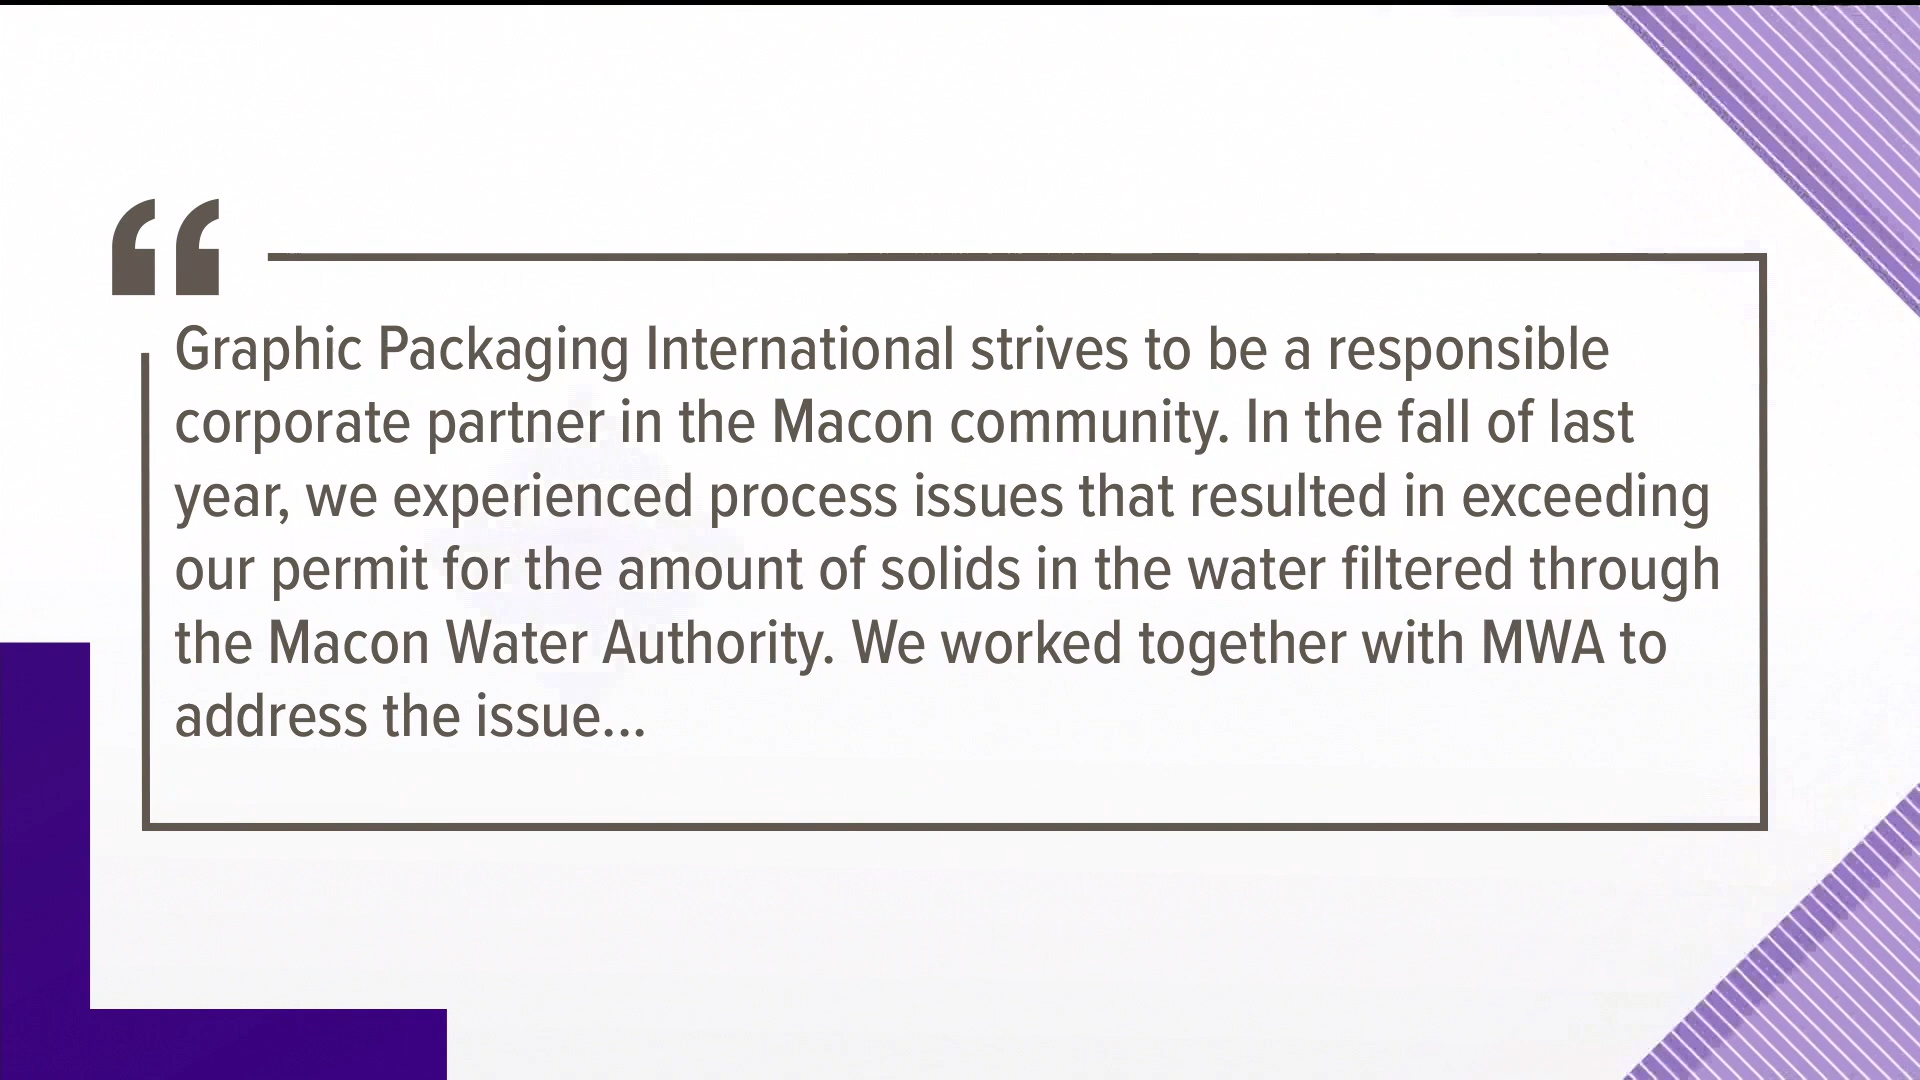 “
Graphic Packaging International strives to be a responsible
corporate partner in the Macon community. In the fall of last
year, we experienced process issues that resulted in exceeding
our permit for the amount of solids in the water filtered through
the Macon Water Authority. We worked together with MWA to
address the issue...